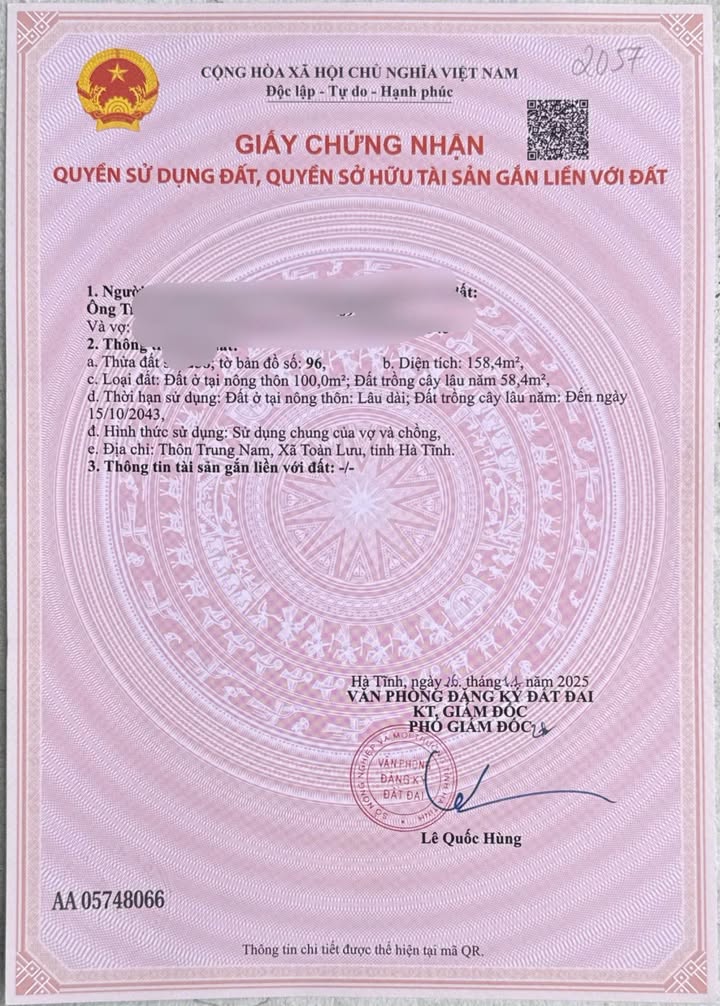 2057
CỘNG HÒA XÃ HỘI CHỦ NGHĨA VIỆT NAM
Độc lập - Tự do - Hạnh phúc
GIẤY CHỨNG NHẬN
QUYỀN SỬ DỤNG ĐẤT, QUYỀN SỞ HỮU TÀI SẢN GẮN LIỀN VỚI ĐẤT
1. Người
Ông
Và vợ:
2. Thông
a. Thửa đất tờ bản đồ số: 96, b. Diện tích: 158,4m²,
c. Loại đất: Đất ở tại nông thôn 100,0m²; Đất trồng cây lâu năm 58,4m²,
d. Thời hạn sử dụng: Đất ở tại nông thôn: Lâu dài; Đất trồng cây lâu năm: Đến ngày
15/10/2043,
đ. Hình thức sử dụng: Sử dụng chung của vợ và chồng,
e. Địa chỉ: Thôn Trung Nam, Xã Toàn Lưu, tỉnh Hà Tĩnh.
3. Thông tin tài sản gắn liền với đất: -/-
Hà Tĩnh, ngày tháng năm 2025
VĂN PHÒNG ĐĂNG KÝ ĐẤT ĐAI
KT, GIÁM ĐỐC
PHÓ GIÁM ĐỐC
VĂN PHÒNG
ĐĂNG KÝ
ĐẤT ĐAI
Lê Quốc Hùng
AA 05748066
Thông tin chi tiết được thể hiện tại mã QR.